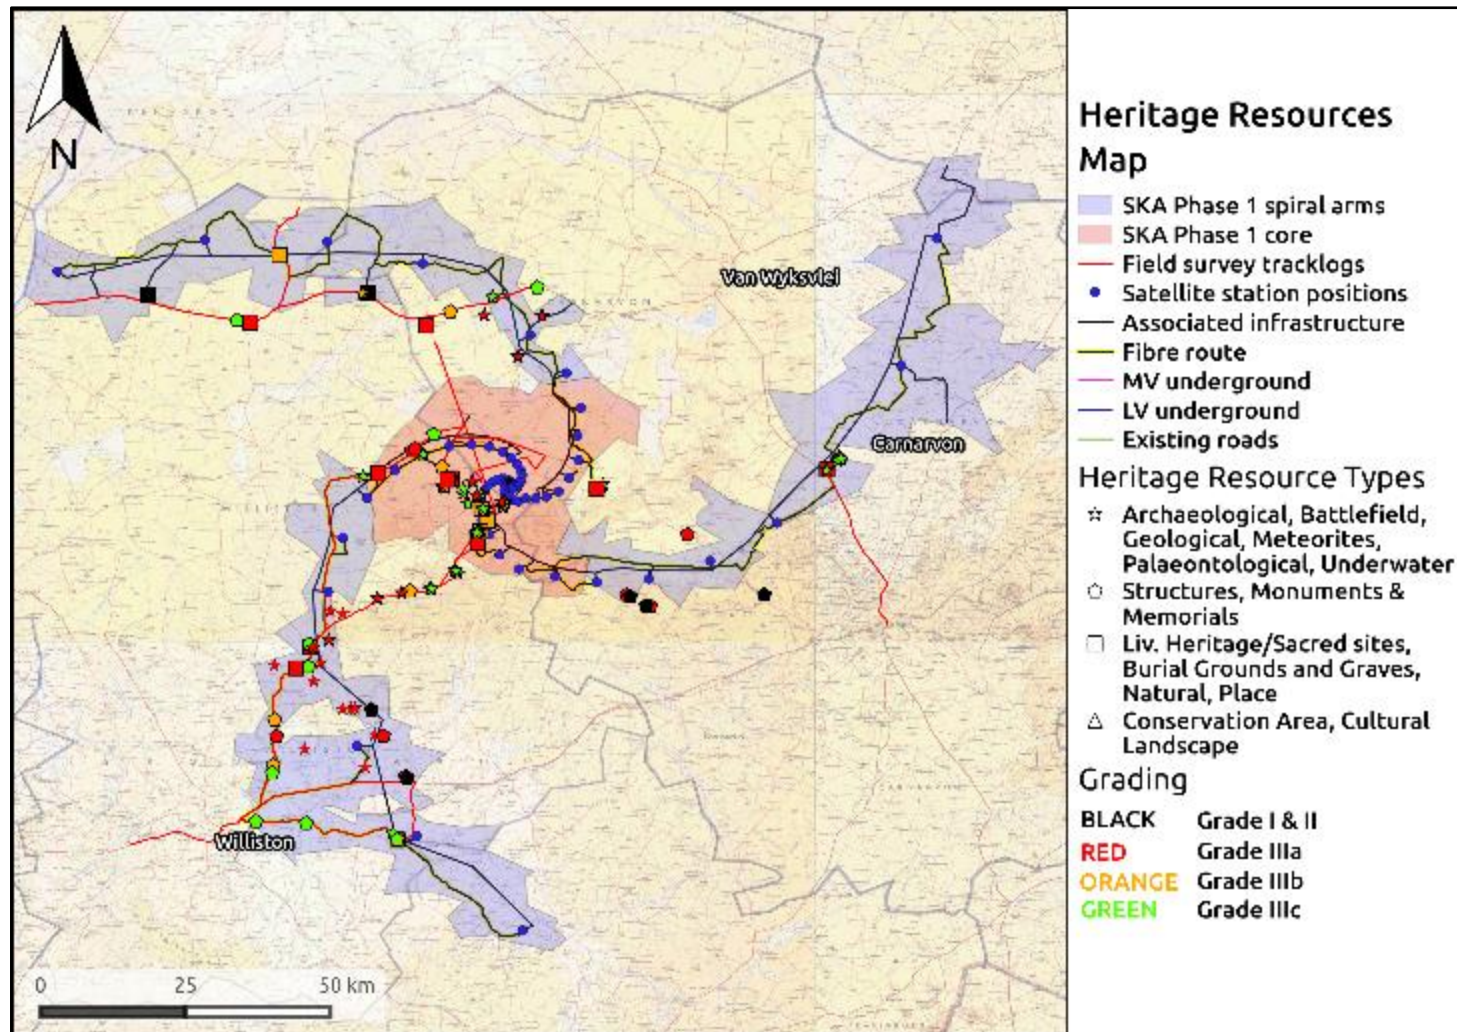 N
Van Wyksvlei
Carnarvon
Williston
0 25 50 km
Heritage Resources
Map
SKA Phase 1 spiral arms
SKA Phase 1 core
Field survey tracklogs
Satellite station positions
Associated infrastructure
Fibre route
MV underground
LV underground
Existing roads
Heritage Resource Types
Archaeological, Battlefield,
Geological, Meteorites,
Palaeontological, Underwater
Structures, Monuments &
Memorials
Liv. Heritage/Sacred sites,
Burial Grounds and Graves,
Natural, Place
Conservation Area, Cultural
Landscape
Grading
BLACK Grade I & II
RED Grade IIIa
ORANGE Grade IIIb
GREEN Grade IIIc